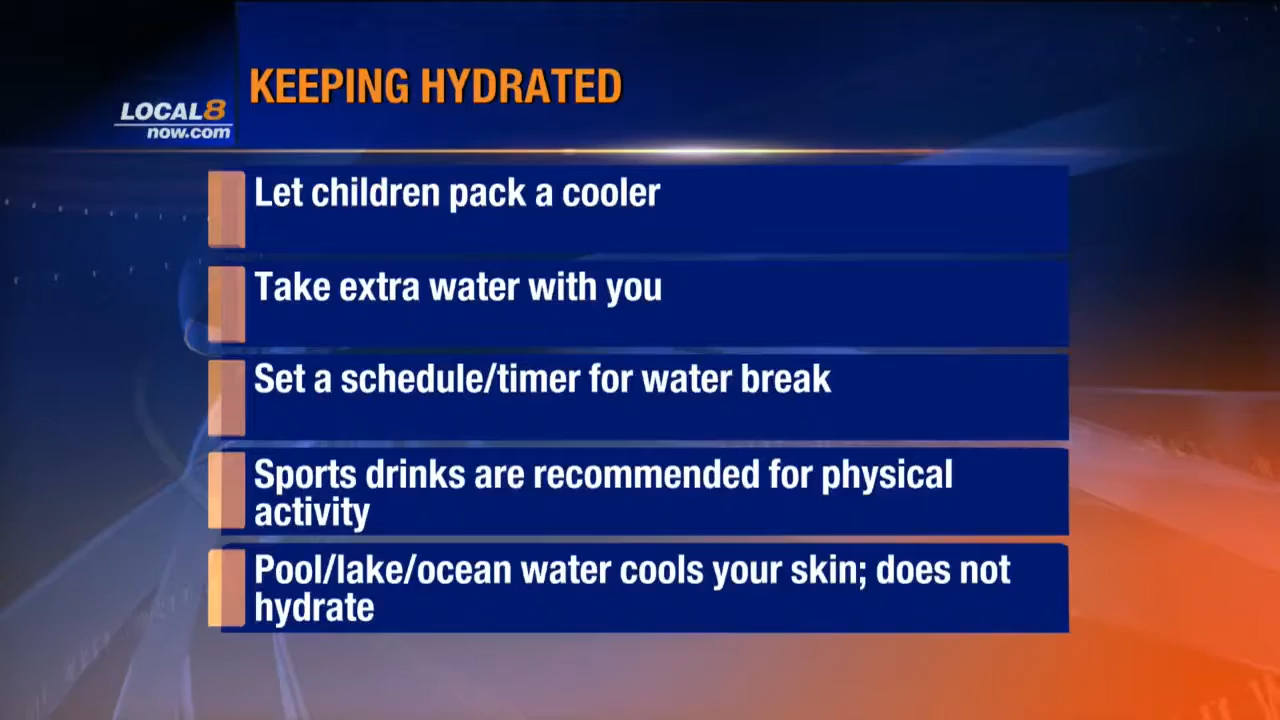 KEEPING HYDRATED
LOCAL8
now.com
Let children pack a cooler
Take extra water with you
Set a schedule/timer for water break
Sports drinks are recommended for physical
activity
Pool/lake/ocean water cools your skin; does not
hydrate